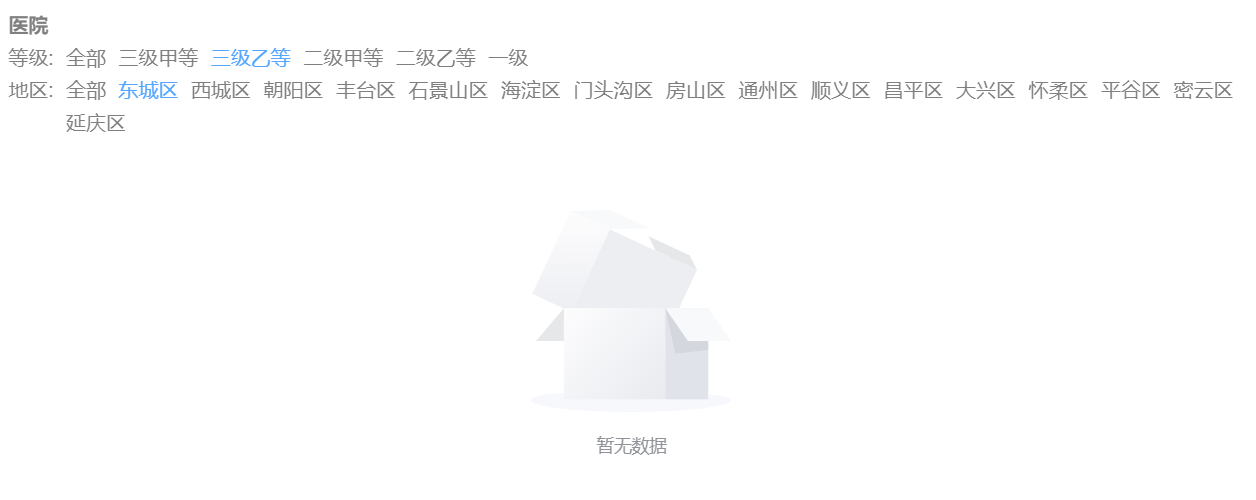 医院
等级: 全部 三级甲等 三级乙等 二级甲等 二级乙等 一级
地区: 全部 东城区 西城区 朝阳区 丰台区 石景山区 海淀区 门头沟区 房山区 通州区 顺义区 昌平区 大兴区 怀柔区 平谷区 密云区
延庆区
暂无数据